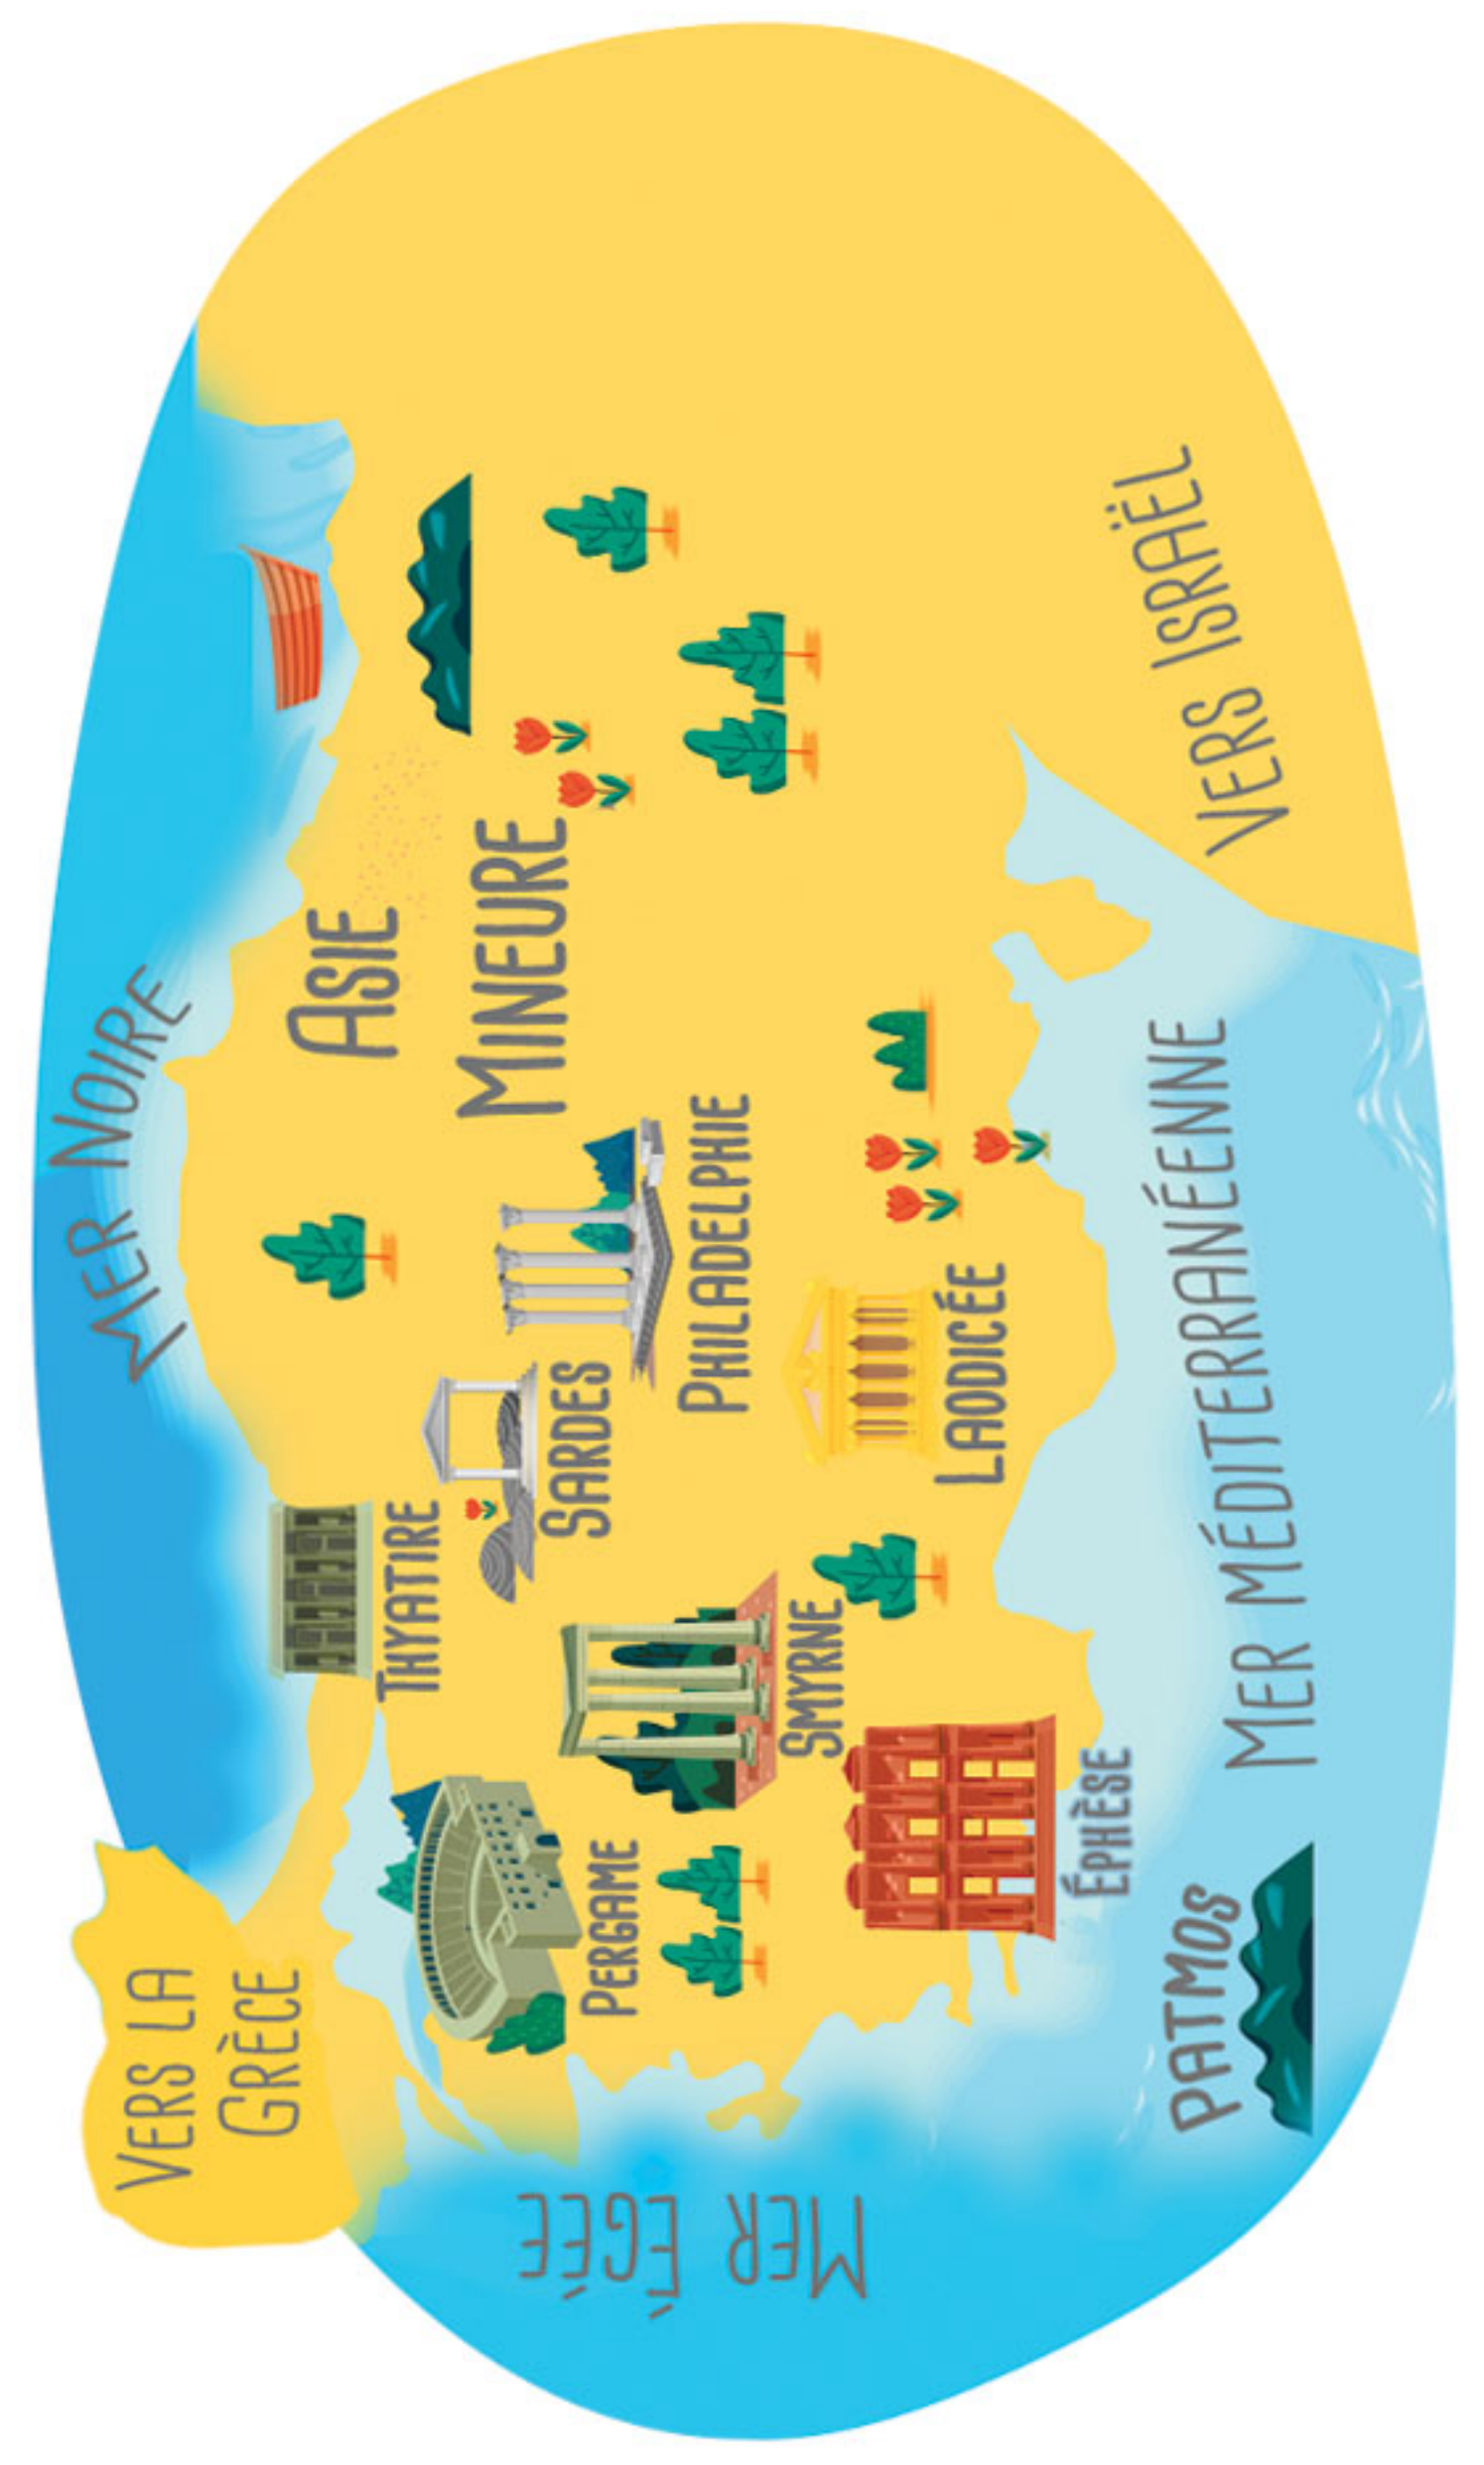 VERS LA
GRÈCE
MER NOIRE
ASIE
MINEURE
THYATIRE
PERGAME
SARDES
PHILADELPHIE
SMYRNE
LAODICÉE
ÉPHÈSE
MER ÉGÉE
PATMOS
MER MÉDITERRANÉENNE
VERS ISRAËL